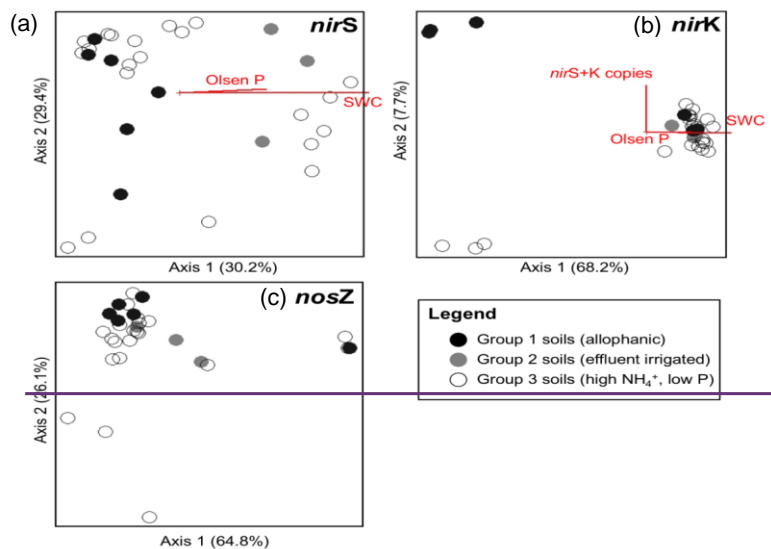 (a)
nirS
Olsen P
SWC
Axis 2 (29.4%)
Axis 1 (30.2%)
(b)
nirK
nirS+K copies
SWC
Olsen P
Axis 2 (7.7%)
Axis 1 (68.2%)
(c) nosZ
Axis 2 (26.1%)
Axis 1 (64.8%)
Legend
Group 1 soils (allophanic)
Group 2 soils (effluent irrigated)
Group 3 soils (high NH₄⁺, low P)